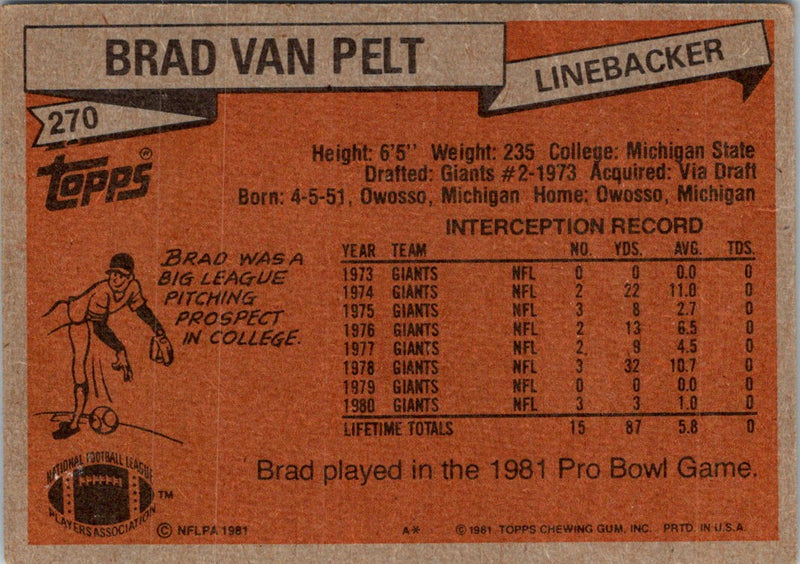 BRAD VAN PELT
LINEBACKER
270
TOPPS®
Height: 6'5" Weight: 235 College: Michigan State
Drafted: Giants #2-1973 Acquired: Via Draft
Born: 4-5-51, Owosso, Michigan Home: Owosso, Michigan
INTERCEPTION RECORD
YEAR TEAM NO. YDS. AVG. TDS.
1973 GIANTS NFL 0 0 0.0 0
1974 GIANTS NFL 2 22 11.0 0
1975 GIANTS NFL 3 8 2.7 0
1976 GIANTS NFL 2 13 6.5 0
1977 GIANTS NFL 2 9 4.5 0
1978 GIANTS NFL 3 32 10.7 0
1979 GIANTS NFL 0 0 0.0 0
1980 GIANTS NFL 3 3 1.0 0
LIFETIME TOTALS 15 87 5.8 0
BRAD WAS A
BIG LEAGUE
PITCHING
PROSPECT
IN COLLEGE.
Brad played in the 1981 Pro Bowl Game.
NATIONAL FOOTBALL LEAGUE
PLAYERS ASSOCIATION
™
© NFLPA 1981
A* © 1981 TOPPS CHEWING GUM, INC. PRTD. IN U.S.A.